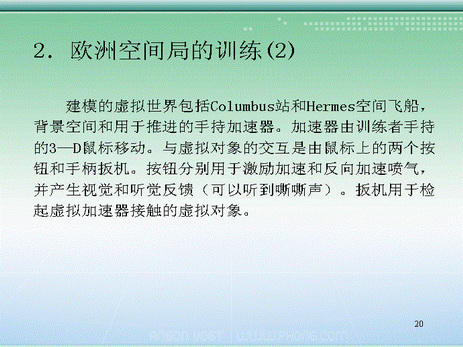 2. 欧洲空间局的训练(2)
建模的虚拟世界包括Columbus站和Hermes空间飞船，
背景空间和用于推进的手持加速器。加速器由训练者手持
的3—D鼠标移动。与虚拟对象的交互是由鼠标上的两个按
钮和手柄扳机。按钮分别用于激励加速和反向加速喷气，
并产生视觉和听觉反馈（可以听到嘶嘶声）。扳机用于检
起虚拟加速器接触的虚拟对象。
20